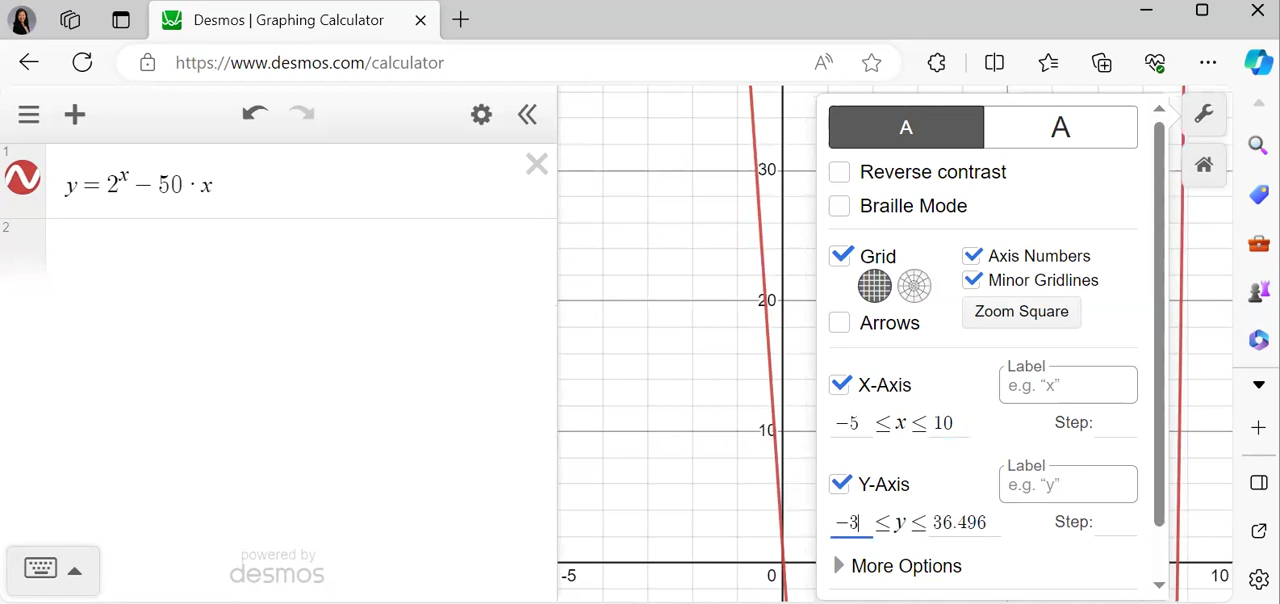 Desmos | Graphing Calculator
https://www.desmos.com/calculator
1
y = 2ˣ − 50 · x
2
powered by
desmos
30
20
10
-5
0
10
A A
Reverse contrast
Braille Mode
Grid
Axis Numbers
Minor Gridlines
Zoom Square
Arrows
X-Axis
Label
e.g. “x”
−5 ≤ x ≤ 10
Step:
Y-Axis
Label
e.g. “y”
−3 ≤ y ≤ 36.496
Step:
More Options